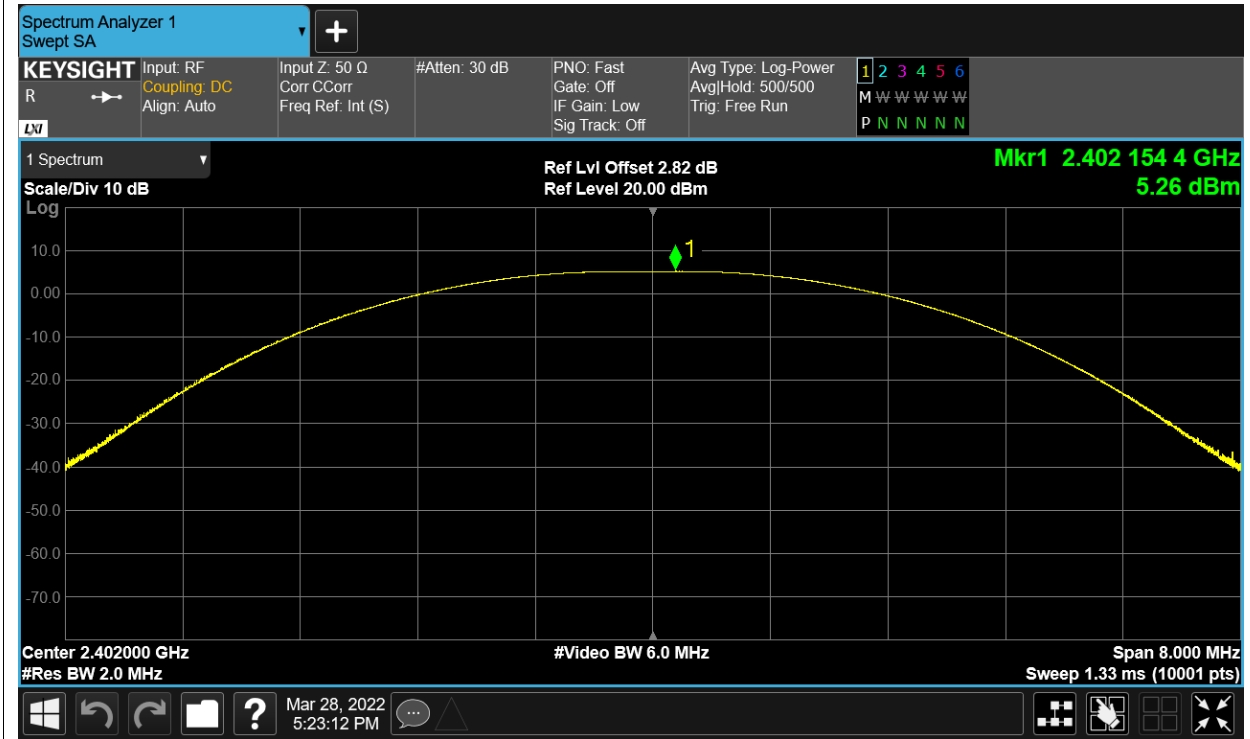 Spectrum Analyzer 1
Swept SA
KEYSIGHT
R
LXI
Input: RF
Coupling: DC
Align: Auto
Input Z: 50 Ω
Corr CCorr
Freq Ref: Int (S)
#Atten: 30 dB
PNO: Fast
Gate: Off
IF Gain: Low
Sig Track: Off
Avg Type: Log-Power
Avg|Hold: 500/500
Trig: Free Run
1 2 3 4 5 6
M W W W W W
P N N N N N
1 Spectrum
Scale/Div 10 dB
Log
Ref Lvl Offset 2.82 dB
Ref Level 20.00 dBm
Mkr1 2.402 154 4 GHz
5.26 dBm
1
10.0
0.00
-10.0
-20.0
-30.0
-40.0
-50.0
-60.0
-70.0
Center 2.402000 GHz
#Res BW 2.0 MHz
#Video BW 6.0 MHz
Span 8.000 MHz
Sweep 1.33 ms (10001 pts)
?
Mar 28, 2022
5:23:12 PM